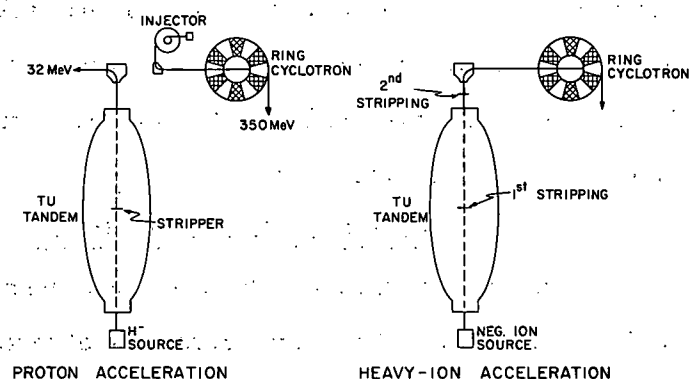 INJECTOR
RING
CYCLOTRON
32 MeV
350 MeV
TU
TANDEM
STRIPPER
H⁻
SOURCE
PROTON ACCELERATION
RING
CYCLOTRON
2nd
STRIPPING
TU
TANDEM
1st STRIPPING
NEG. ION
SOURCE
HEAVY-ION ACCELERATION